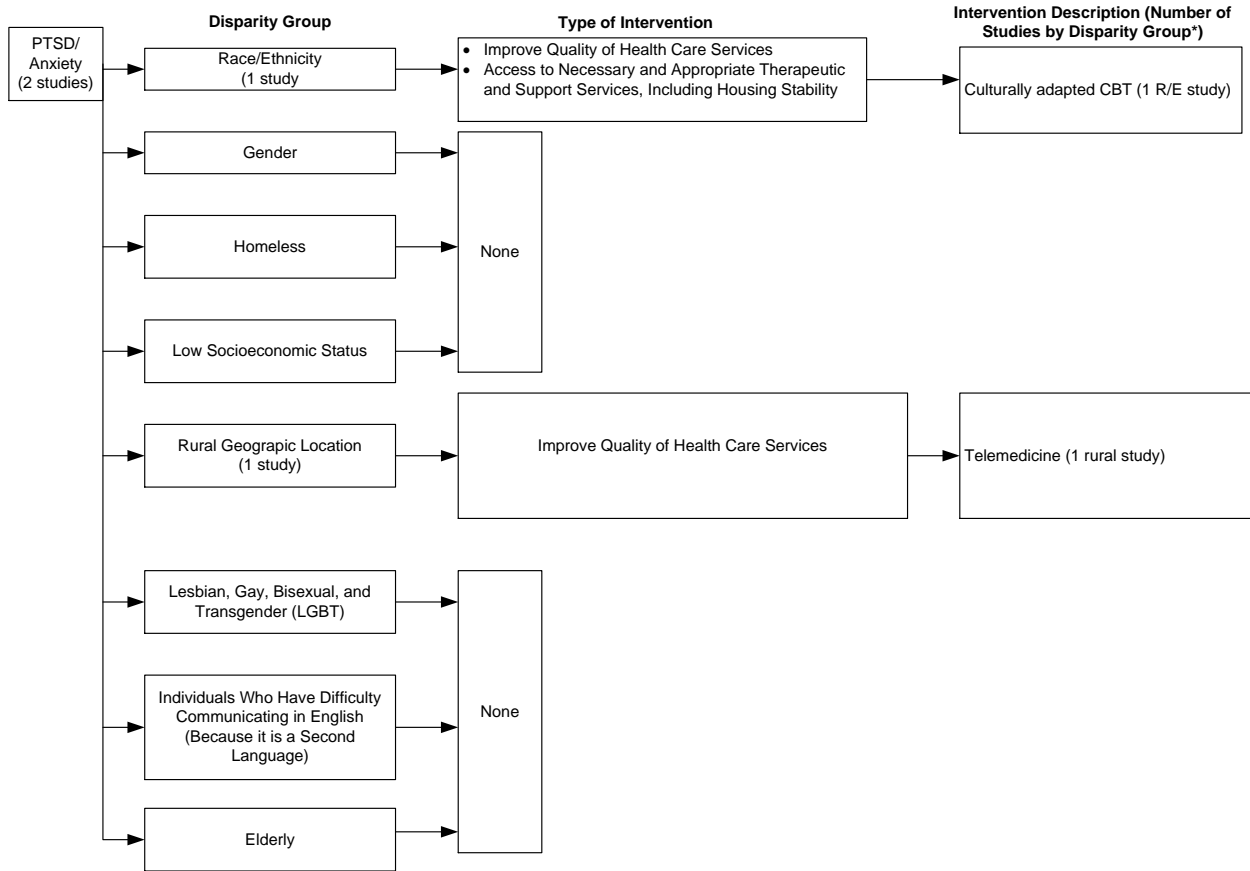 Disparity Group
Type of Intervention
Intervention Description (Number of
Studies by Disparity Group*)
PTSD/
Anxiety
(2 studies)
Race/Ethnicity
(1 study
• Improve Quality of Health Care Services
• Access to Necessary and Appropriate Therapeutic
and Support Services, Including Housing Stability
Culturally adapted CBT (1 R/E study)
Gender
Homeless
Low Socioeconomic Status
None
Rural Geograpic Location
(1 study)
Improve Quality of Health Care Services
Telemedicine (1 rural study)
Lesbian, Gay, Bisexual, and
Transgender (LGBT)
Individuals Who Have Difficulty
Communicating in English
(Because it is a Second
Language)
Elderly
None